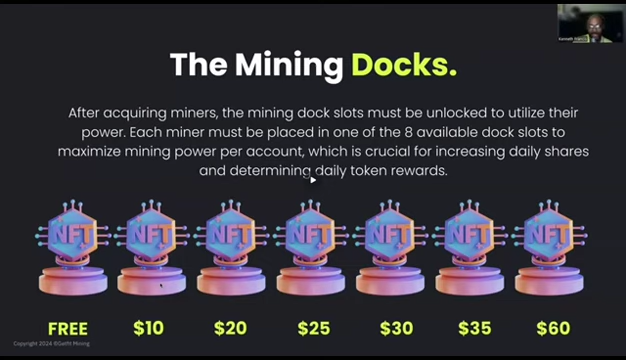 Kenneth Francis
The Mining Docks.
After acquiring miners, the mining dock slots must be unlocked to utilize their
power. Each miner must be placed in one of the 8 available dock slots to
maximize mining power per account, which is crucial for increasing daily shares
and determining daily token rewards.
NFT NFT NFT NFT NFT NFT NFT
FREE $10 $20 $25 $30 $35 $60
Copyright 2024 ©GetFit Mining